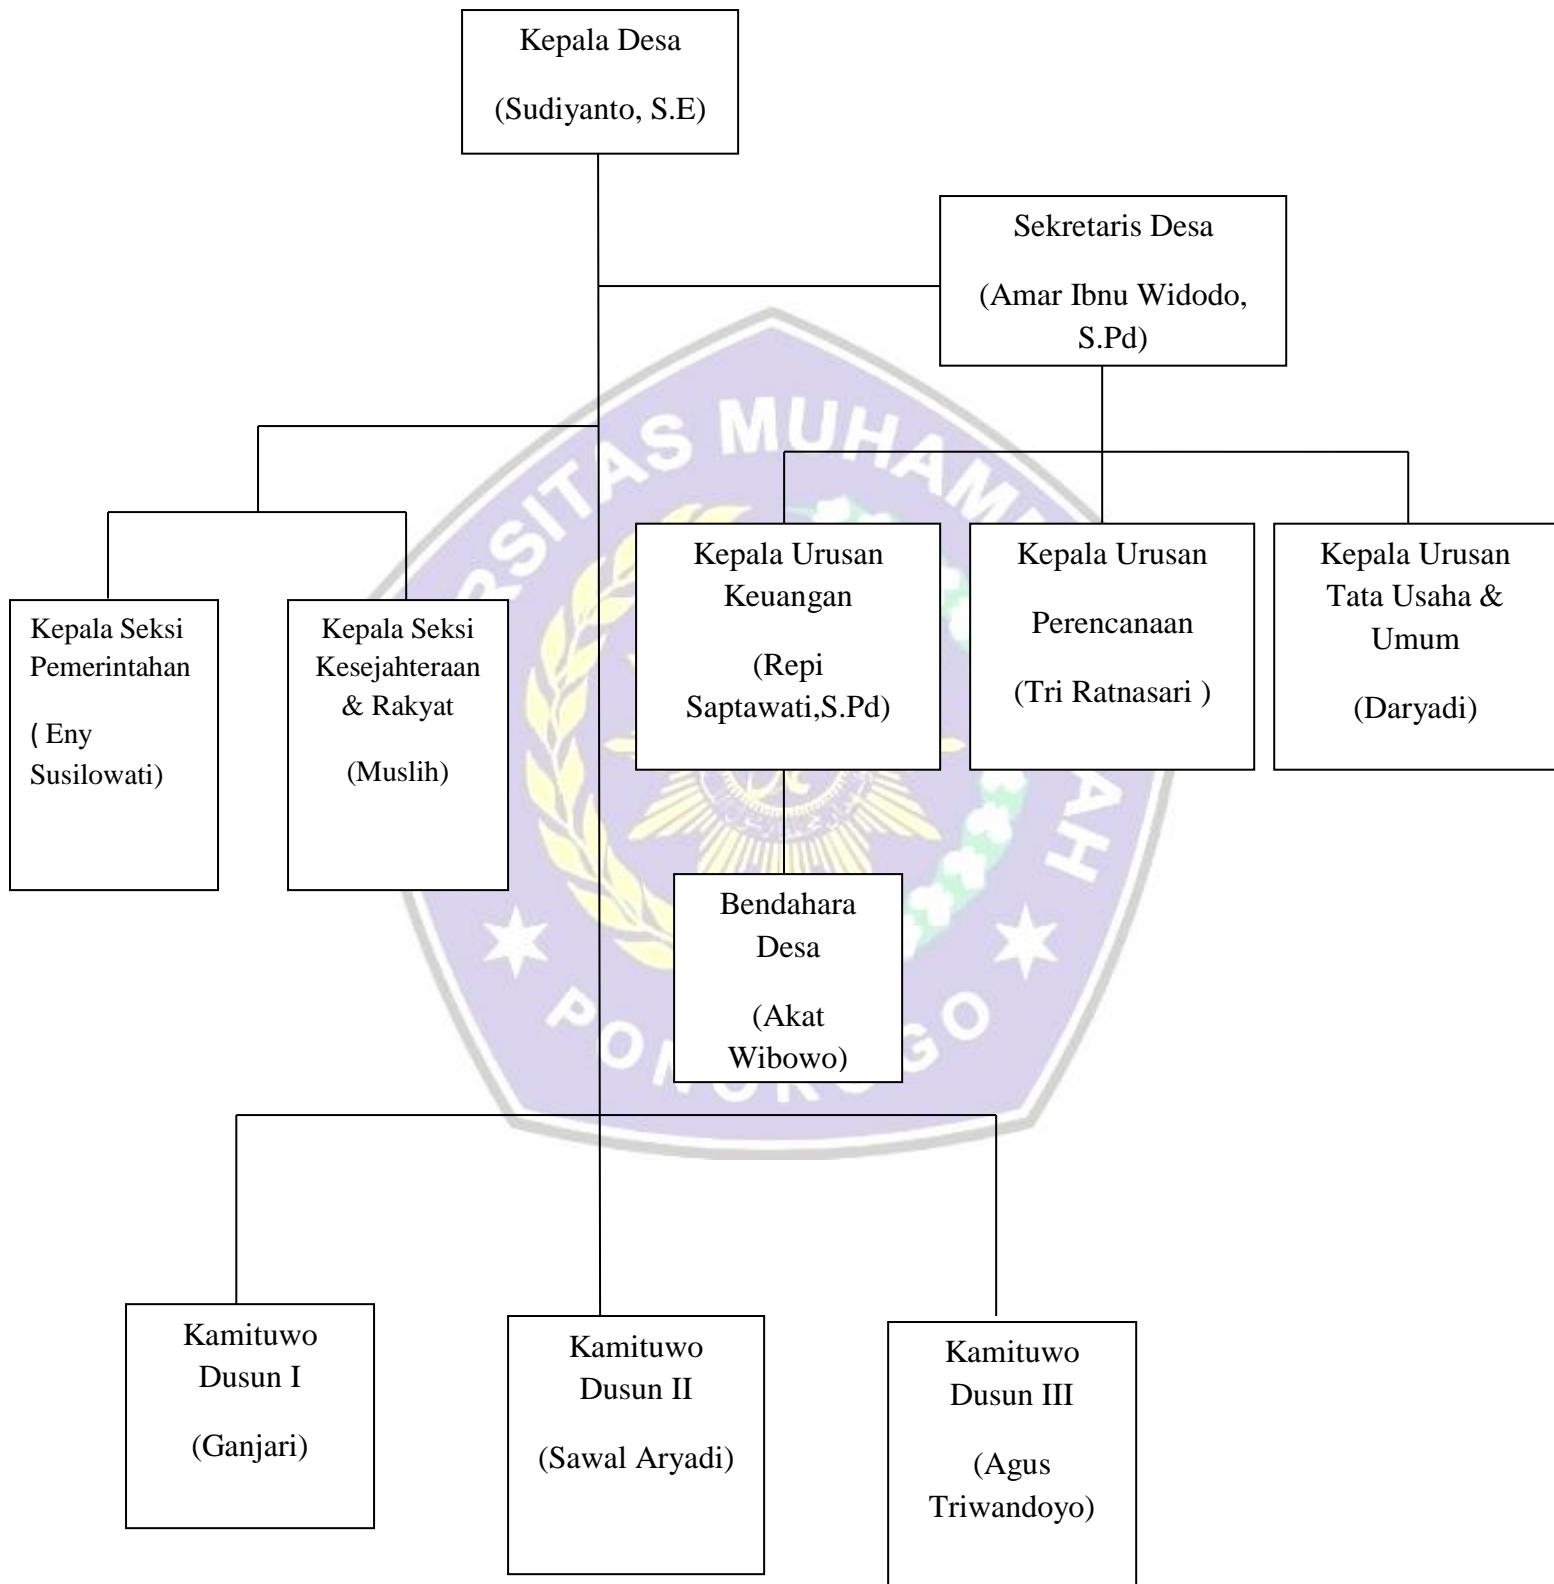 Kepala Desa
(Sudiyanto, S.E)
Sekretaris Desa
(Amar Ibnu Widodo,
S.Pd)
Kepala Seksi
Pemerintahan
( Eny
Susilowati)
Kepala Seksi
Kesejahteraan
& Rakyat
(Muslih)
Kepala Urusan
Keuangan
(Repi
Saptawati,S.Pd)
Kepala Urusan
Perencanaan
(Tri Ratnasari )
Kepala Urusan
Tata Usaha &
Umum
(Daryadi)
Bendahara
Desa
(Akat
Wibowo)
Kamituwo
Dusun I
(Ganjari)
Kamituwo
Dusun II
(Sawal Aryadi)
Kamituwo
Dusun III
(Agus
Triwandoyo)
PONOROGO